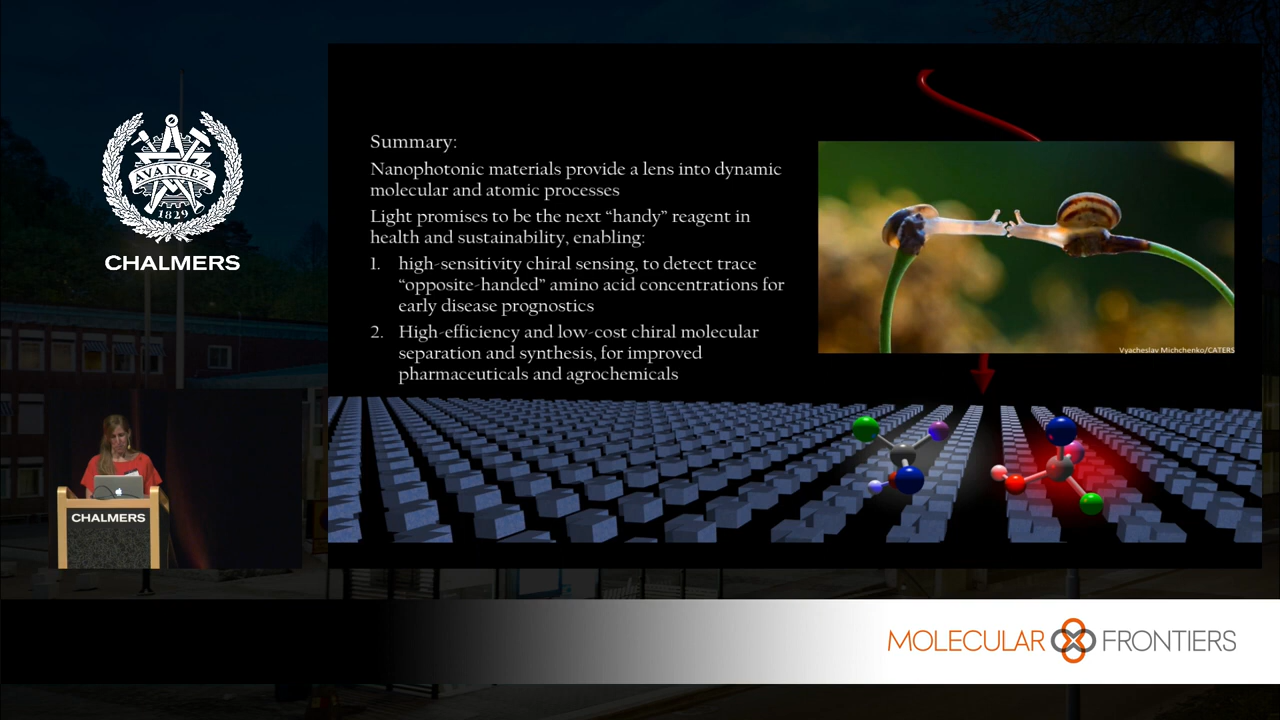 AVANCEZ
1829
CHALMERS
Summary:
Nanophotonic materials provide a lens into dynamic
molecular and atomic processes
Light promises to be the next “handy” reagent in
health and sustainability, enabling:
1. high-sensitivity chiral sensing, to detect trace
“opposite-handed” amino acid concentrations for
early disease prognostics
2. High-efficiency and low-cost chiral molecular
separation and synthesis, for improved
pharmaceuticals and agrochemicals
Vyacheslav Michchenko/CATERS
CHALMERS
MOLECULAR FRONTIERS